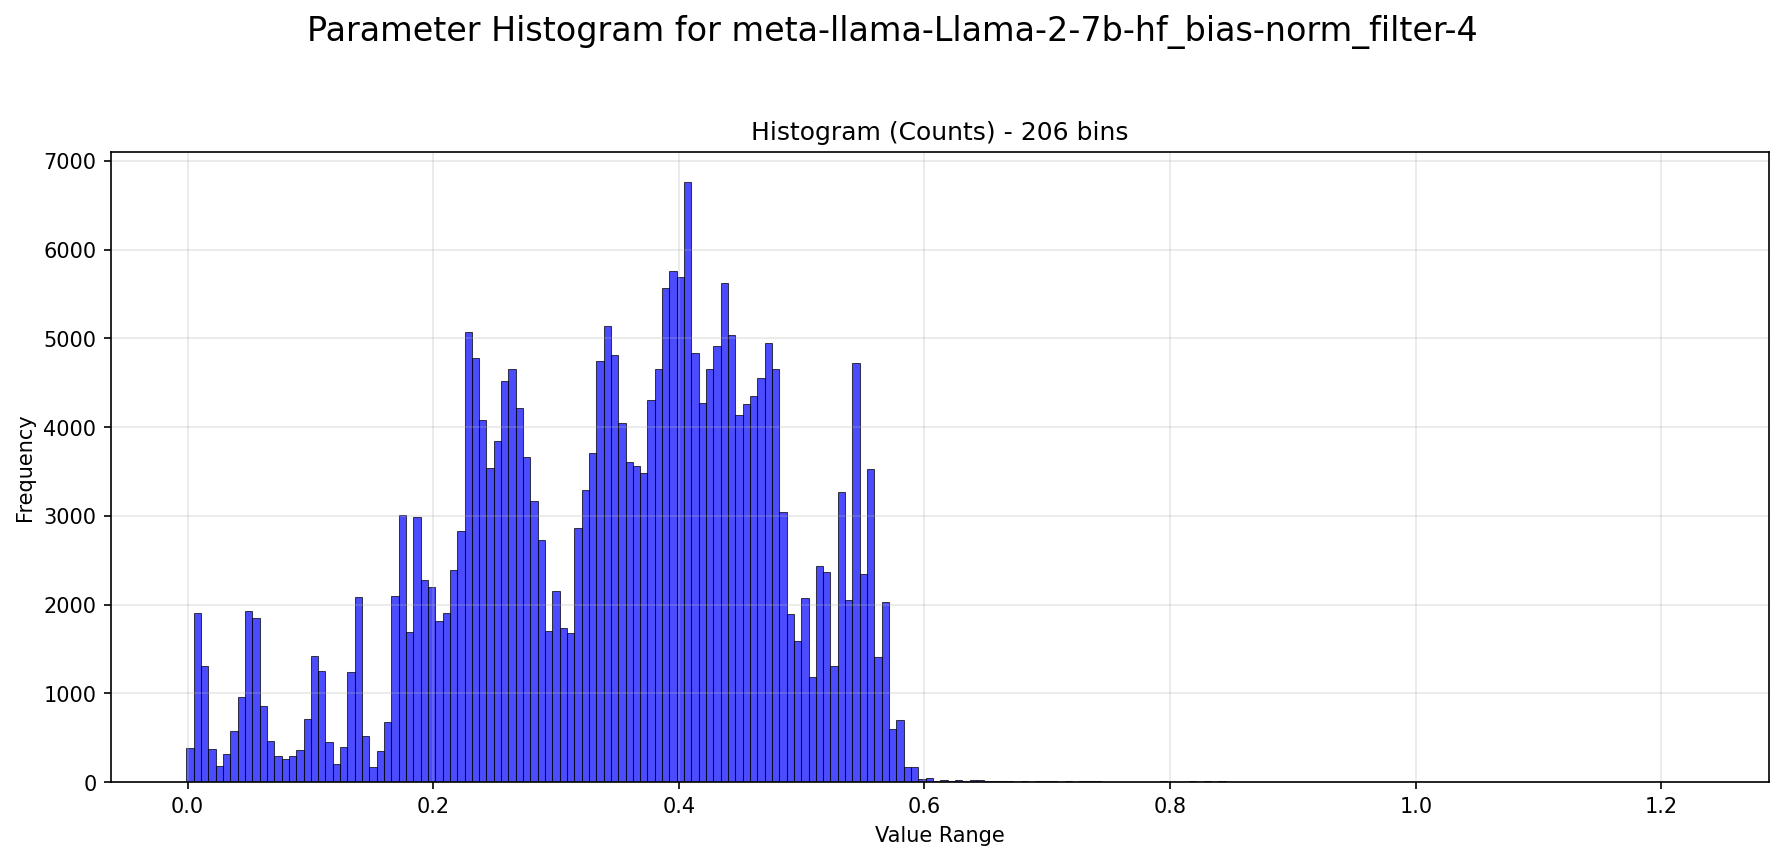 Parameter Histogram for meta-llama-Llama-2-7b-hf_bias-norm_filter-4
Histogram (Counts) - 206 bins
7000
6000
5000
4000
3000
2000
1000
0
Frequency
0.0 0.2 0.4 0.6 0.8 1.0 1.2
Value Range